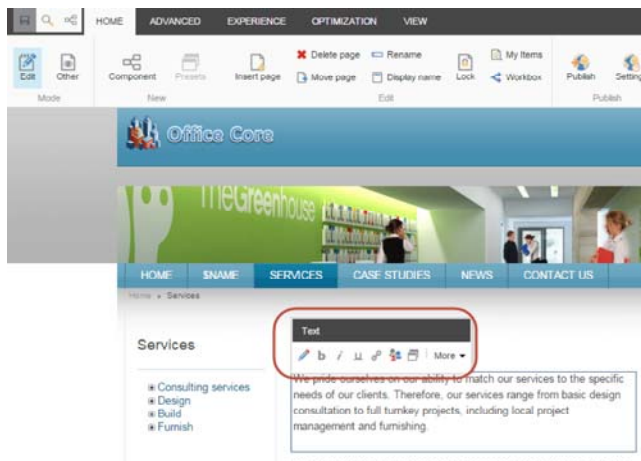 HOME ADVANCED EXPERIENCE OPTIMIZATION VIEW
Delete page Rename My Items
Edit Other Component Presets Insert page Move page Display name Lock Workbox Publish Setting
Mode New Edit Publish
Office Core
TheGreenhouse
HOME $NAME SERVICES CASE STUDIES NEWS CONTACT US
Home Services
Text
Services
b i u More
Consulting services
Design
Build
Furnish
We pride ourselves on our ability to match our services to the specific
needs of our clients. Therefore, our services range from basic design
consultation to full turnkey projects, including local project
management and furnishing.